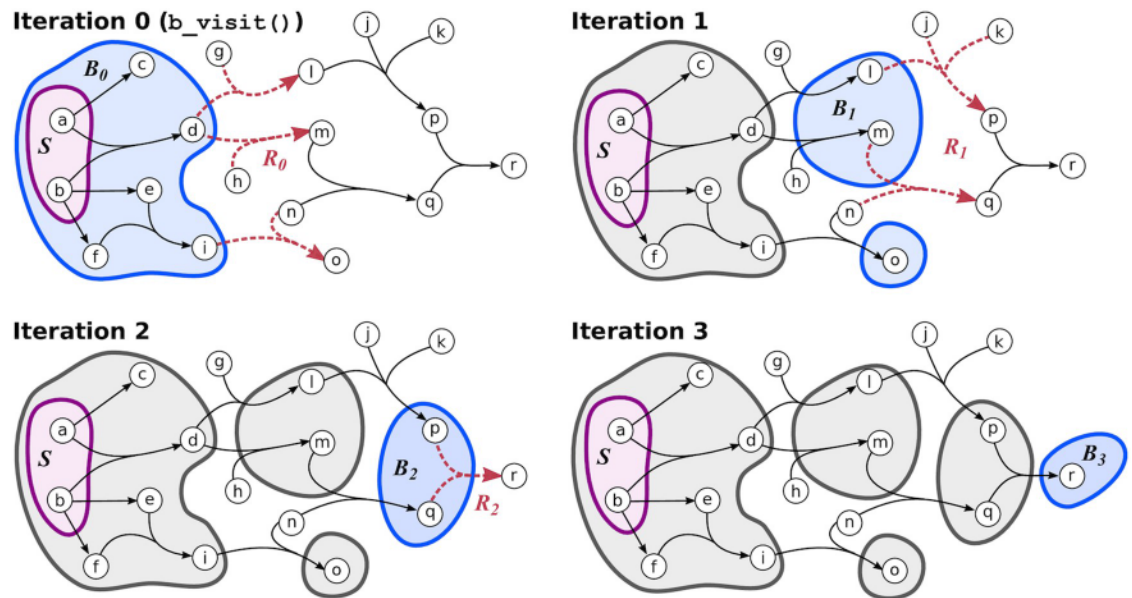 Iteration 0 (b_visit())
B0
S
R0
a
b
c
d
e
f
g
h
i
j
k
l
m
n
o
p
q
r
Iteration 1
B1
S
R1
a
b
c
d
e
f
g
h
i
j
k
l
m
n
o
p
q
r
Iteration 2
B2
S
R2
a
b
c
d
e
f
g
h
i
j
k
l
m
n
o
p
q
r
Iteration 3
B3
S
a
b
c
d
e
f
g
h
i
j
k
l
m
n
o
p
q
r